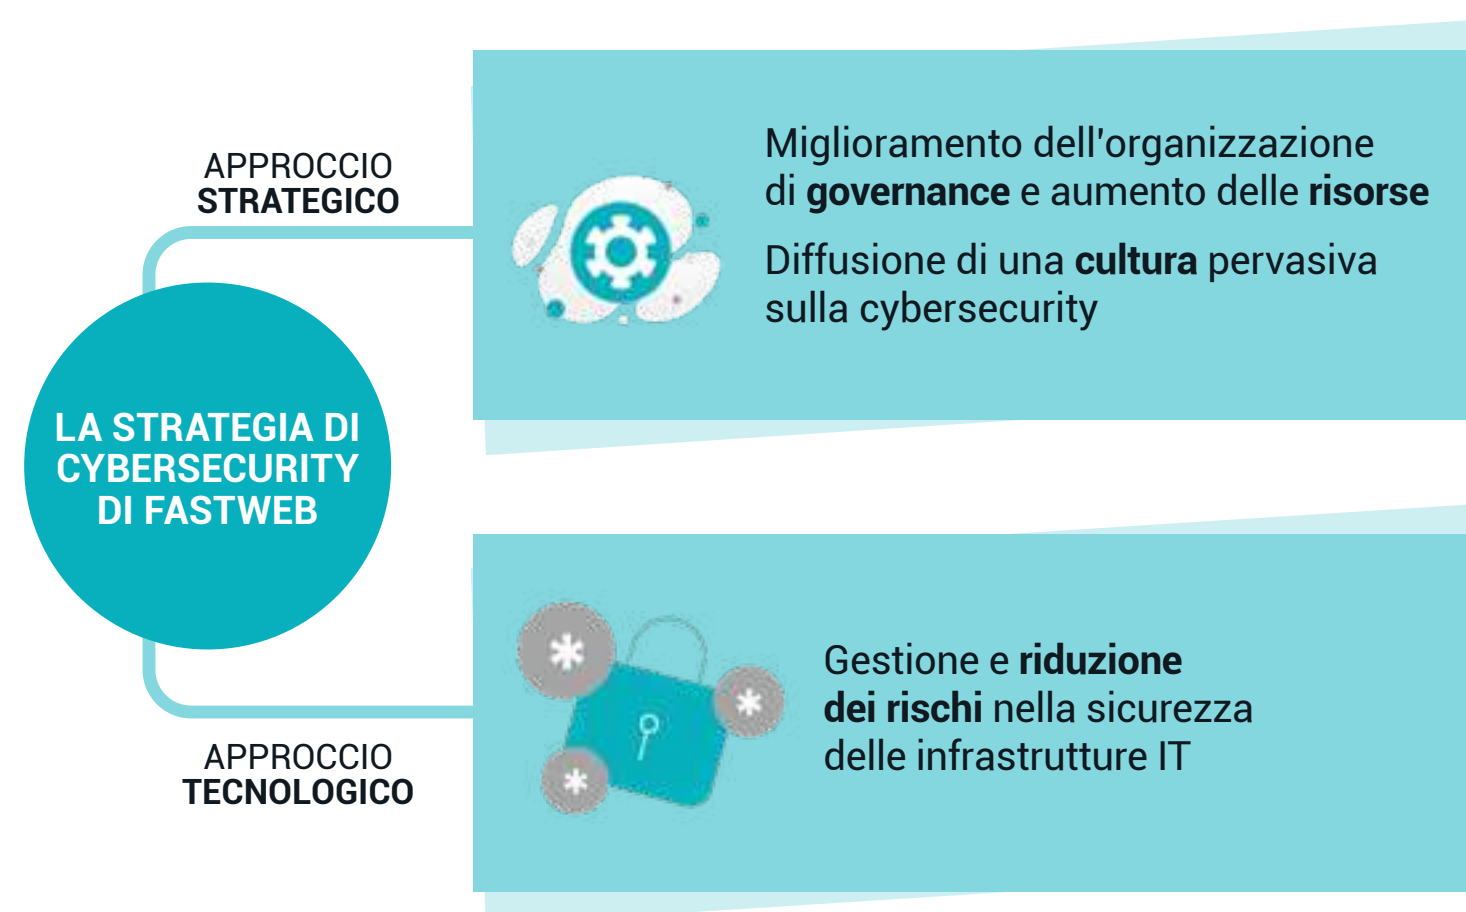 APPROCCIO
STRATEGICO
Miglioramento dell'organizzazione
di governance e aumento delle risorse
Diffusione di una cultura pervasiva
sulla cybersecurity
LA STRATEGIA DI
CYBERSECURITY
DI FASTWEB
Gestione e riduzione
dei rischi nella sicurezza
delle infrastrutture IT
APPROCCIO
TECNOLOGICO